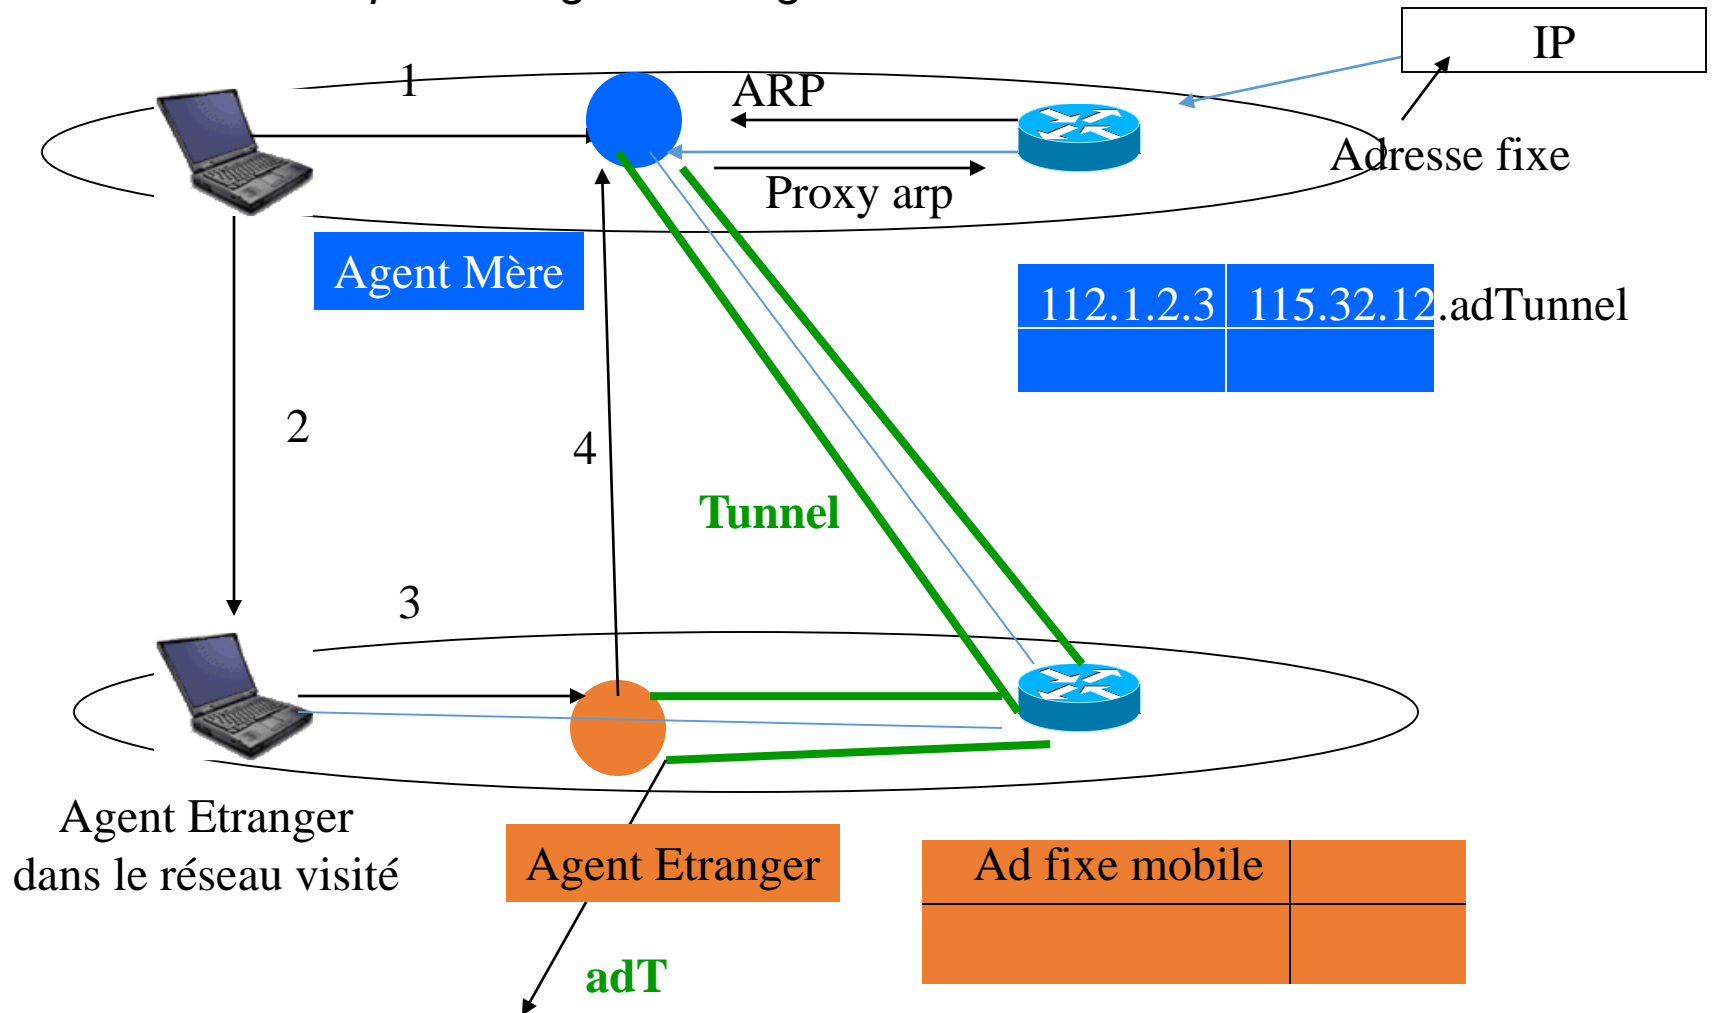 IP
1
ARP
Adresse fixe
Proxy arp
Agent Mère
112.1.2.3 115.32.12.adTunnel
2
4
Tunnel
3
Agent Etranger
dans le réseau visité
Agent Etranger
Ad fixe mobile
adT